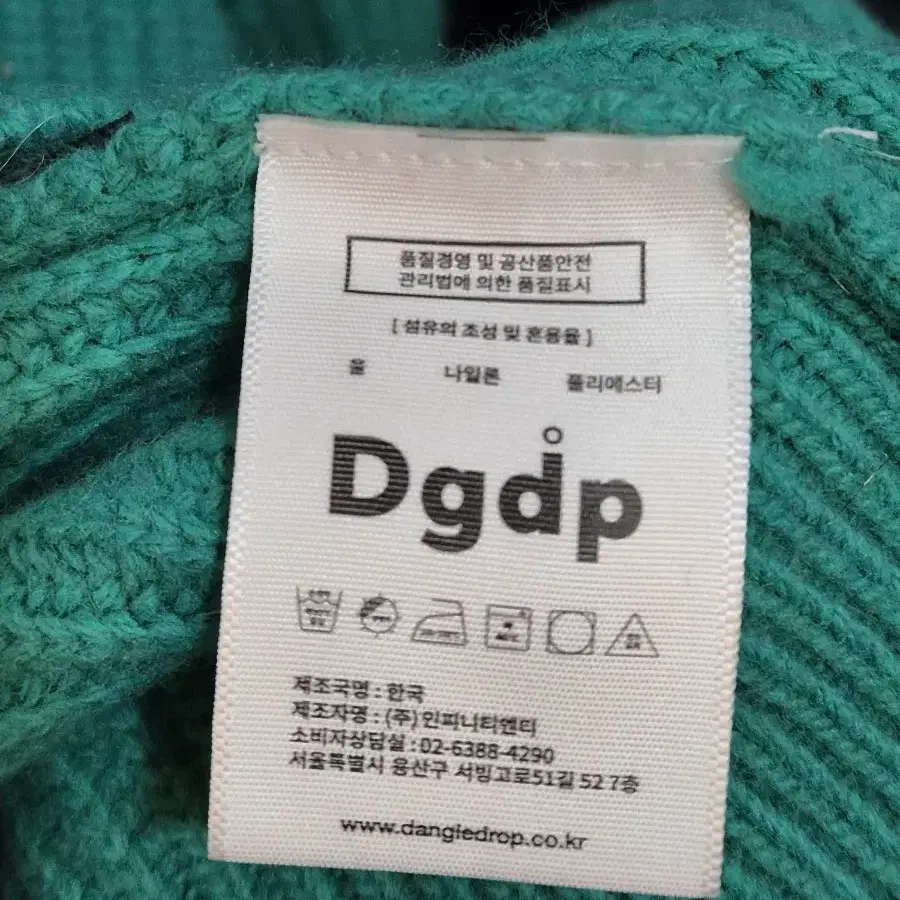 품질경영 및 공산품안전
관리법에 의한 품질표시
[ 섬유의 조성 및 혼용율 ]
울 나일론 폴리에스터
Dgdp
제조국명 : 한국
제조자명 : (주)인피니티엔티
소비자상담실 : 02-6388-4290
서울특별시 용산구 서빙고로51길 52 7층
www.dangledrop.co.kr